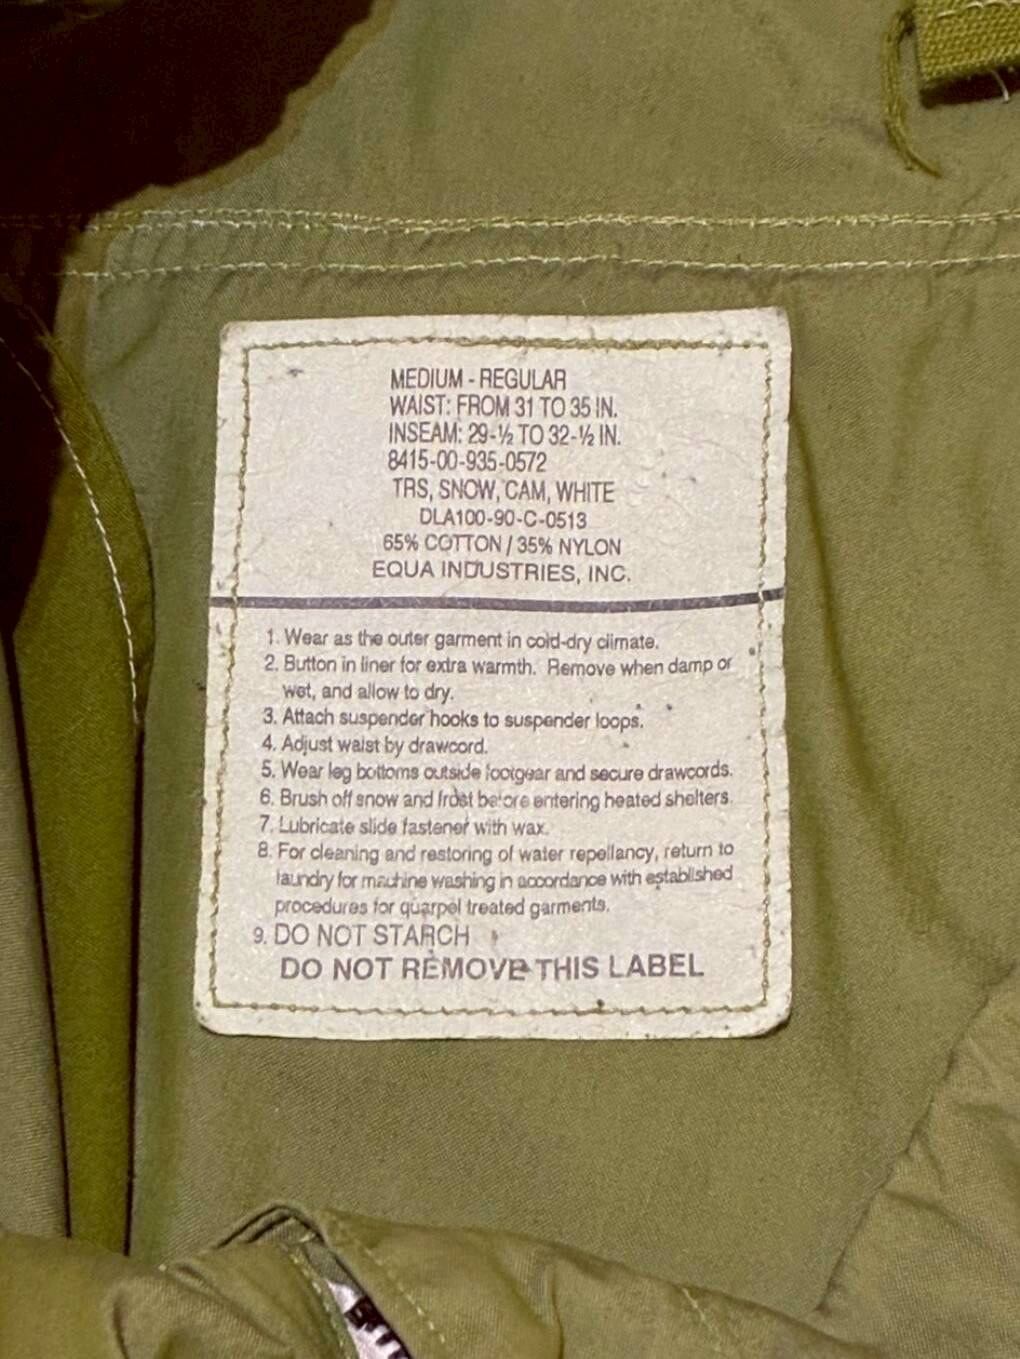 MEDIUM - REGULAR
WAIST: FROM 31 TO 35 IN.
INSEAM: 29-½ TO 32-½ IN.
8415-00-935-0572
TRS, SNOW, CAM, WHITE
DLA100-90-C-0513
65% COTTON / 35% NYLON
EQUA INDUSTRIES, INC.
1. Wear as the outer garment in cold-dry climate.
2. Button in liner for extra warmth. Remove when damp or
wet, and allow to dry.
3. Attach suspender hooks to suspender loops.
4. Adjust waist by drawcord.
5. Wear leg bottoms outside footgear and secure drawcords.
6. Brush off snow and frost before entering heated shelters.
7. Lubricate slide fastener with wax.
8. For cleaning and restoring of water repellancy, return to
laundry for machine washing in accordance with established
procedures for quarpel treated garments.
9. DO NOT STARCH
DO NOT REMOVE THIS LABEL